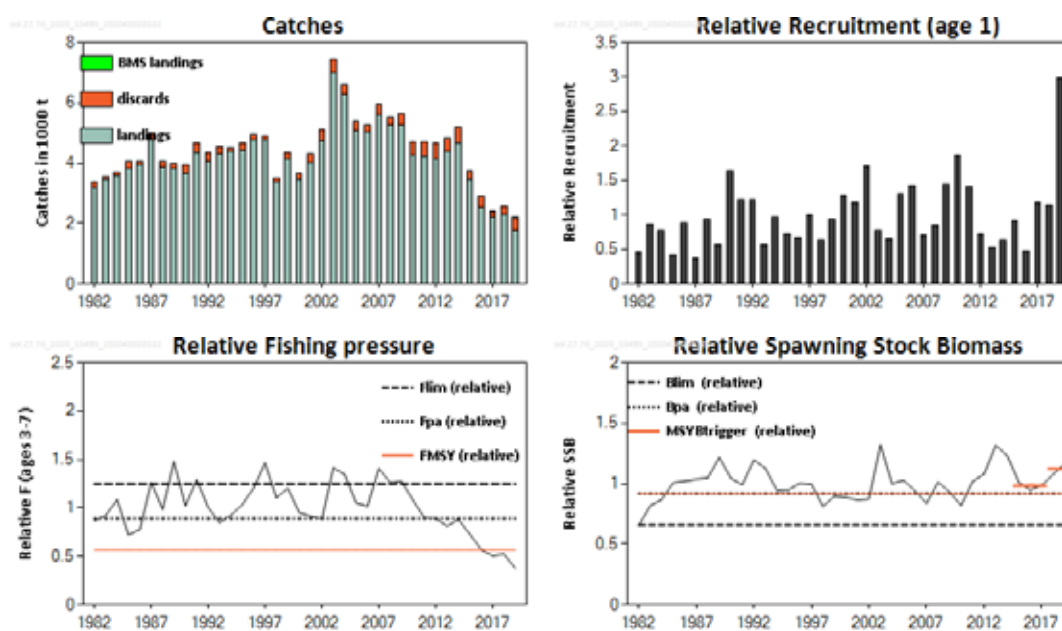 Catches
8
6
4
2
0
Catches in1000 t
BMS landings
discards
landings
1982 1987 1992 1997 2002 2007 2012 2017
Relative Recruitment (age 1)
3.5
3
2.5
2
1.5
1
0.5
0
Relative Recruitment
1982 1987 1992 1997 2002 2007 2012 2017
Relative Fishing pressure
2.5
2
1.5
1
0.5
0
Relative F (ages 3-7)
Flim (relative)
Fpa (relative)
FMSY (relative)
1982 1987 1992 1997 2002 2007 2012 2017
Relative Spawning Stock Biomass
2
1.5
1
0.5
0
Relative SSB
Blim (relative)
Bpa (relative)
MSYBtrigger (relative)
1982 1987 1992 1997 2002 2007 2012 2017